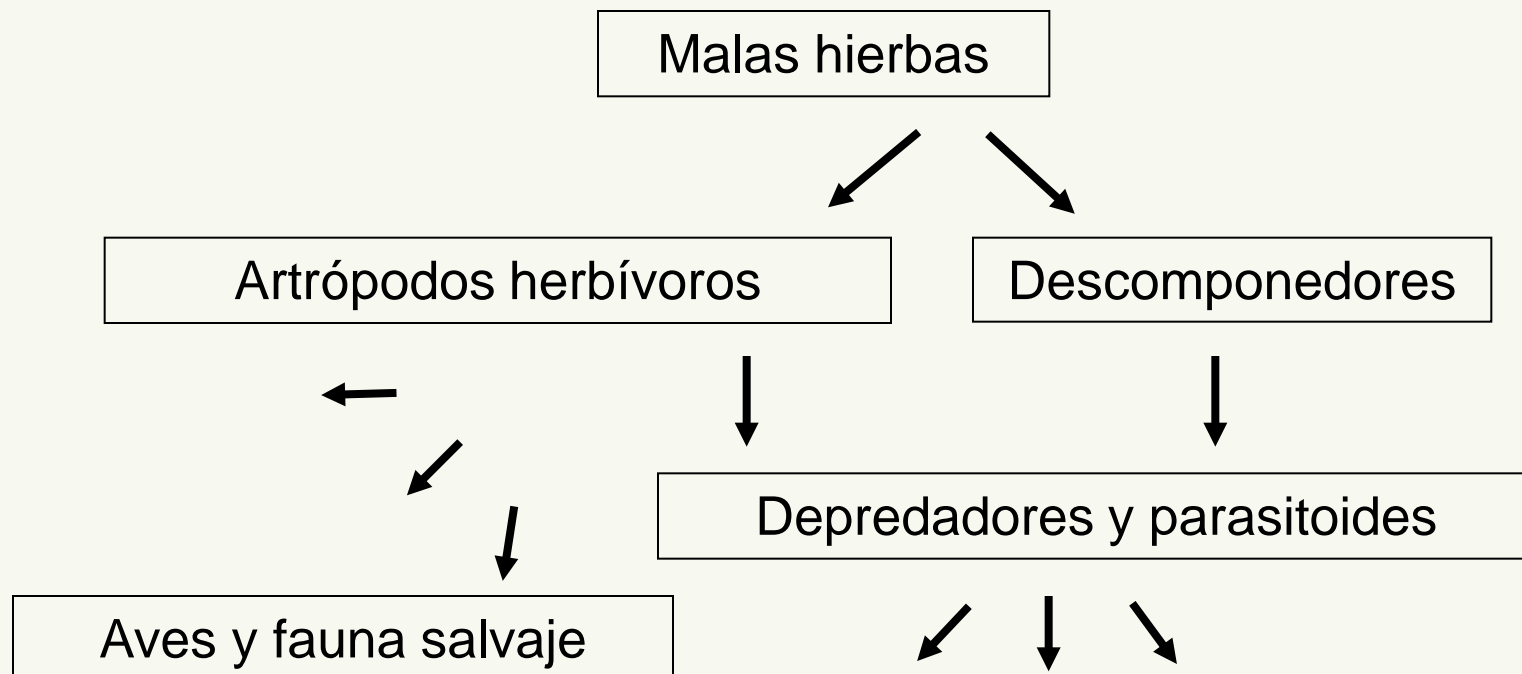 Malas hierbas
Artrópodos herbívoros
Descomponedores
Depredadores y parasitoides
Aves y fauna salvaje